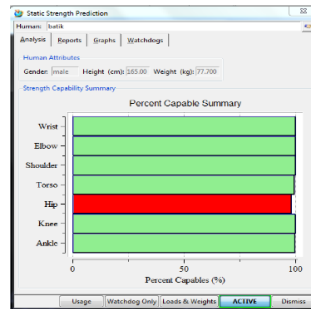 Static Strength Prediction
Human: batik
Analysis Reports Graphs Watchdogs
Human Attributes
Gender: male Height (cm): 165.00 Weight (kg): 77.700
Strength Capability Summary
Percent Capable Summary
Wrist
Elbow
Shoulder
Torso
Hip
Knee
Ankle
0 50 100
Percent Capables (%)
Usage Watchdog Only Loads & Weights ACTIVE Dismiss